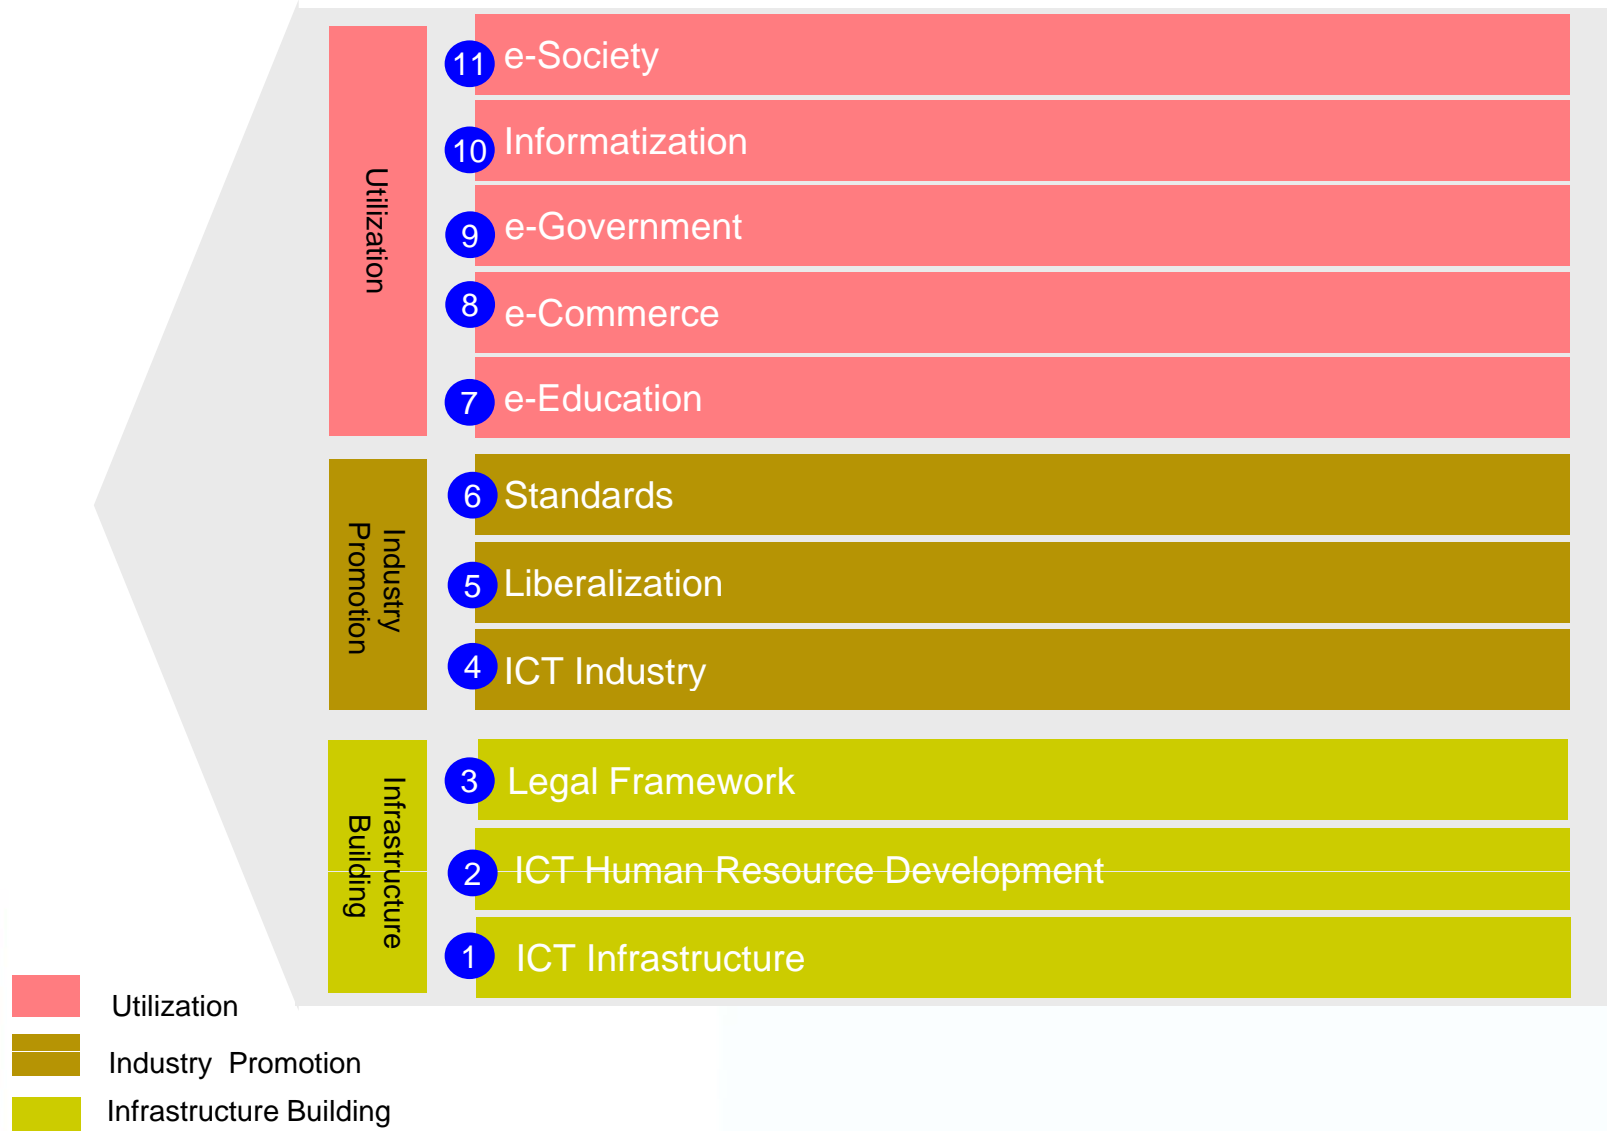 Utilization
11 e-Society
10 Informatization
9 e-Government
8 e-Commerce
7 e-Education
Industry
Promotion
6 Standards
5 Liberalization
4 ICT Industry
Infrastructure
Building
3 Legal Framework
2 ICT Human Resource Development
1 ICT Infrastructure
Utilization
Industry Promotion
Infrastructure Building